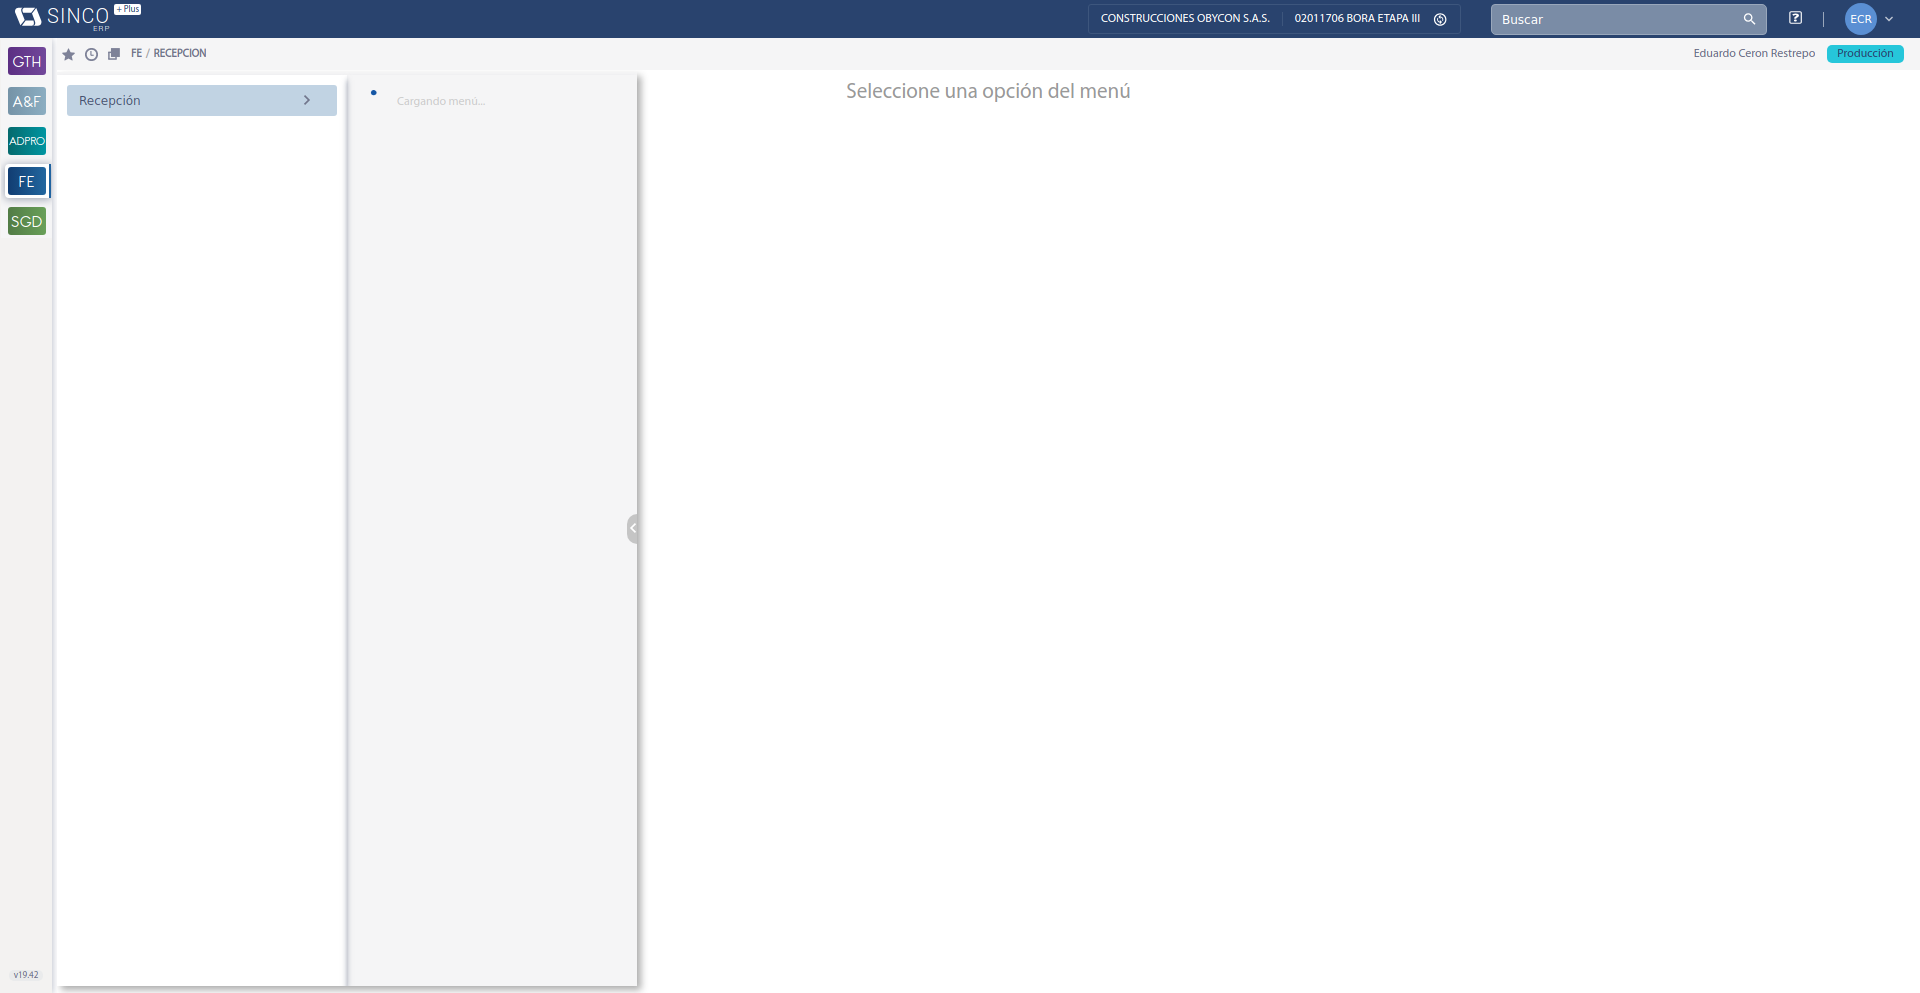 SINCO + Plus
ERP
CONSTRUCCIONES OBYCON S.A.S. 02011706 BORA ETAPA III
Buscar
ECR
FE / RECEPCION
Eduardo Ceron Restrepo
Producción
GTH
A&F
ADPRO
FE
SGD
v19.42
Recepción
Cargando menú...
Seleccione una opción del menú